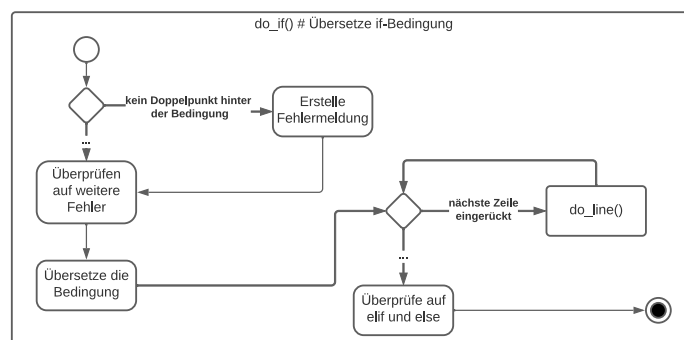 do_if() # Übersetze if-Bedingung
kein Doppelpunkt hinter
der Bedingung
Erstelle
Fehlermeldung
...
Überprüfen
auf weitere
Fehler
nächste Zeile
eingerückt
do_line()
...
Übersetze die
Bedingung
Überprüfe auf
elif und else